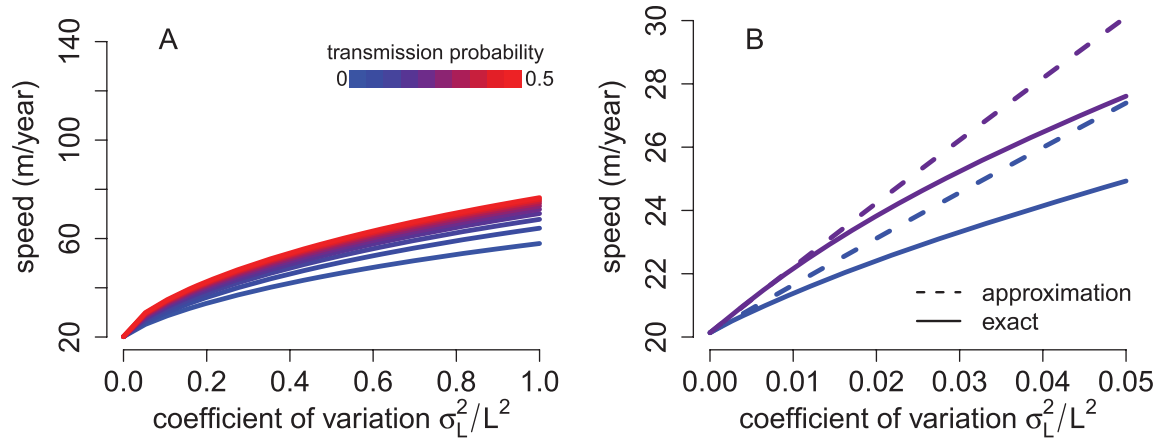 A
transmission probability
0 0.5
speed (m/year)
140
100
60
20
0.0 0.2 0.4 0.6 0.8 1.0
coefficient of variation σ_L^2/L^2
B
speed (m/year)
30
28
26
24
22
20
approximation
exact
0.00 0.01 0.02 0.03 0.04 0.05
coefficient of variation σ_L^2/L^2